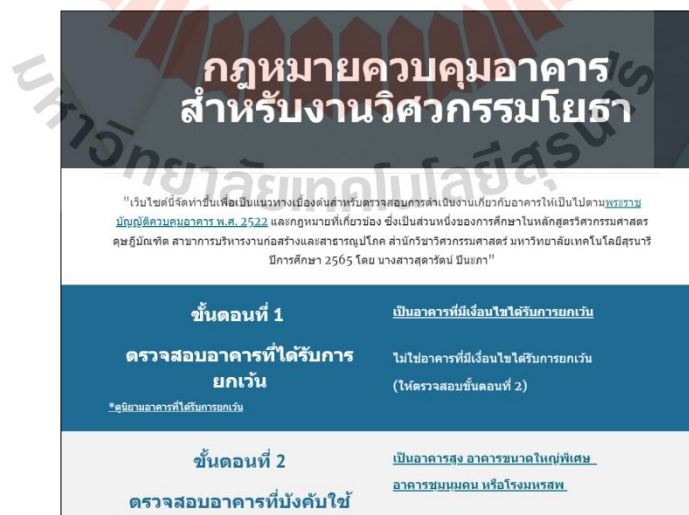 กฎหมายควบคุมอาคาร
สำหรับงานวิศวกรรมโยธา
มหาวิทยาลัยเทคโนโลยีสุรนารี
"เว็บไซต์นี้จัดทำขึ้นเพื่อเป็นแนวทางเบื้องต้นสำหรับตรวจสอบการดำเนินงานเกี่ยวกับอาคารให้เป็นไปตามพระราช
บัญญัติควบคุมอาคาร พ.ศ. 2522 และกฎหมายที่เกี่ยวข้อง ซึ่งเป็นส่วนหนึ่งของการศึกษาในหลักสูตรวิศวกรรมศาสตร
ดุษฎีบัณฑิต สาขาการบริหารงานก่อสร้างและสาธารณูปโภค สำนักวิชาวิศวกรรมศาสตร์ มหาวิทยาลัยเทคโนโลยีสุรนารี
ปีการศึกษา 2565 โดย นางสาวสุดารัตน์ ปีนะภา"
ขั้นตอนที่ 1
ตรวจสอบอาคารที่ได้รับการ
ยกเว้น
*ดูนิยามอาคารที่ได้รับการยกเว้น
เป็นอาคารที่มีเงื่อนไขได้รับการยกเว้น
ไม่ใช่อาคารที่มีเงื่อนไขได้รับการยกเว้น
(ให้ตรวจสอบขั้นตอนที่ 2)
ขั้นตอนที่ 2
ตรวจสอบอาคารที่บังคับใช้
เป็นอาคารสูง อาคารขนาดใหญ่พิเศษ
อาคารชุมนุมคน หรือโรงมหรสพ